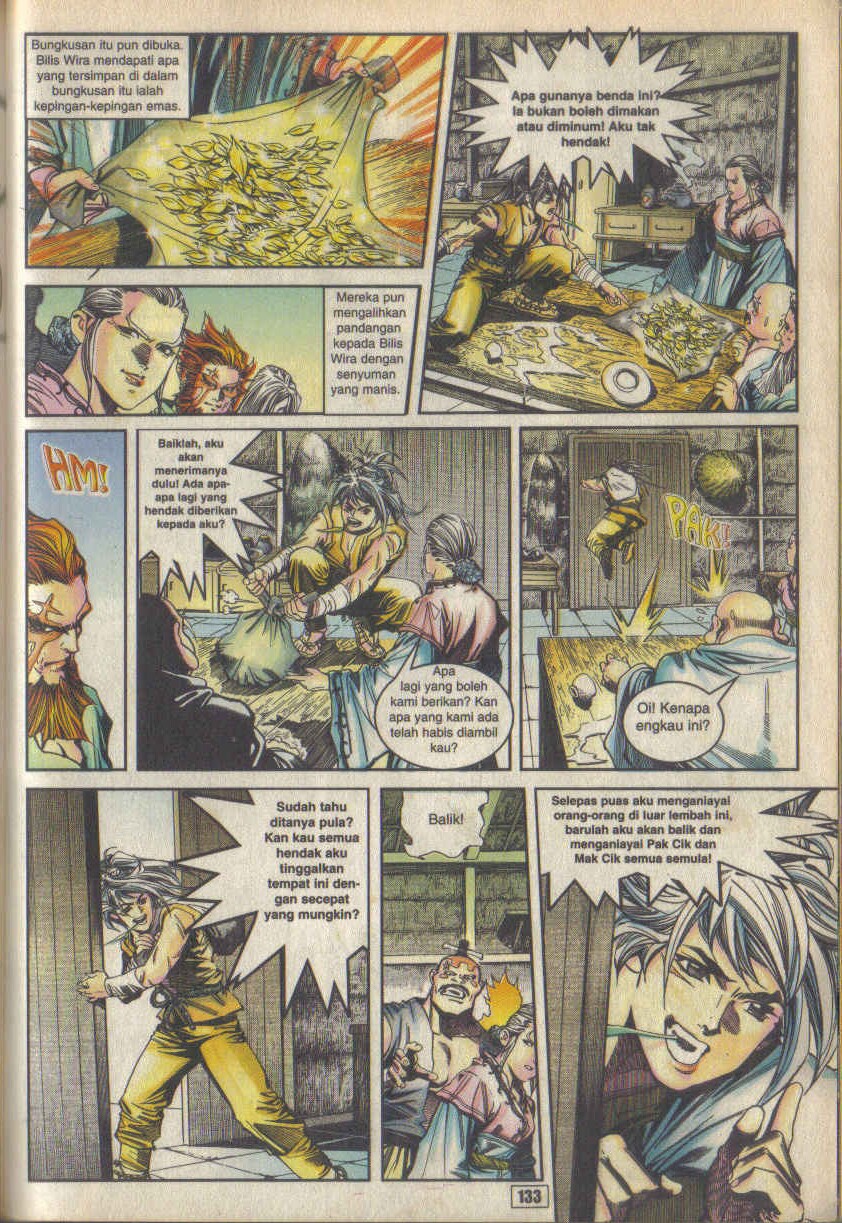 Bungkusan itu pun dibuka.
Bilis Wira mendapati apa
yang tersimpan di dalam
bungkusan itu ialah
kepingan-kepingan emas.
Apa gunanya benda ini?
Ia bukan boleh dimakan
atau diminum! Aku tak
hendak!
Mereka pun
mengalihkan
pandangan
kepada Bilis
Wira dengan
senyuman
yang manis.
HM!
Baiklah, aku
akan
menerimanya
dulu! Ada apa-
apa lagi yang
hendak diberikan
kepada aku?
Apa
lagi yang boleh
kami berikan? Kan
apa yang kami ada
telah habis diambil
kau?
PAK!
Oi! Kenapa
engkau ini?
Sudah tahu
ditanya pula?
Kan kau semua
hendak aku
tinggalkan
tempat ini den-
gan secepat
yang mungkin?
Balik!
Selepas puas aku menganiayai
orang-orang di luar lembah ini,
barulah aku akan balik dan
menganiayai Pak Cik dan
Mak Cik semua semula!
133